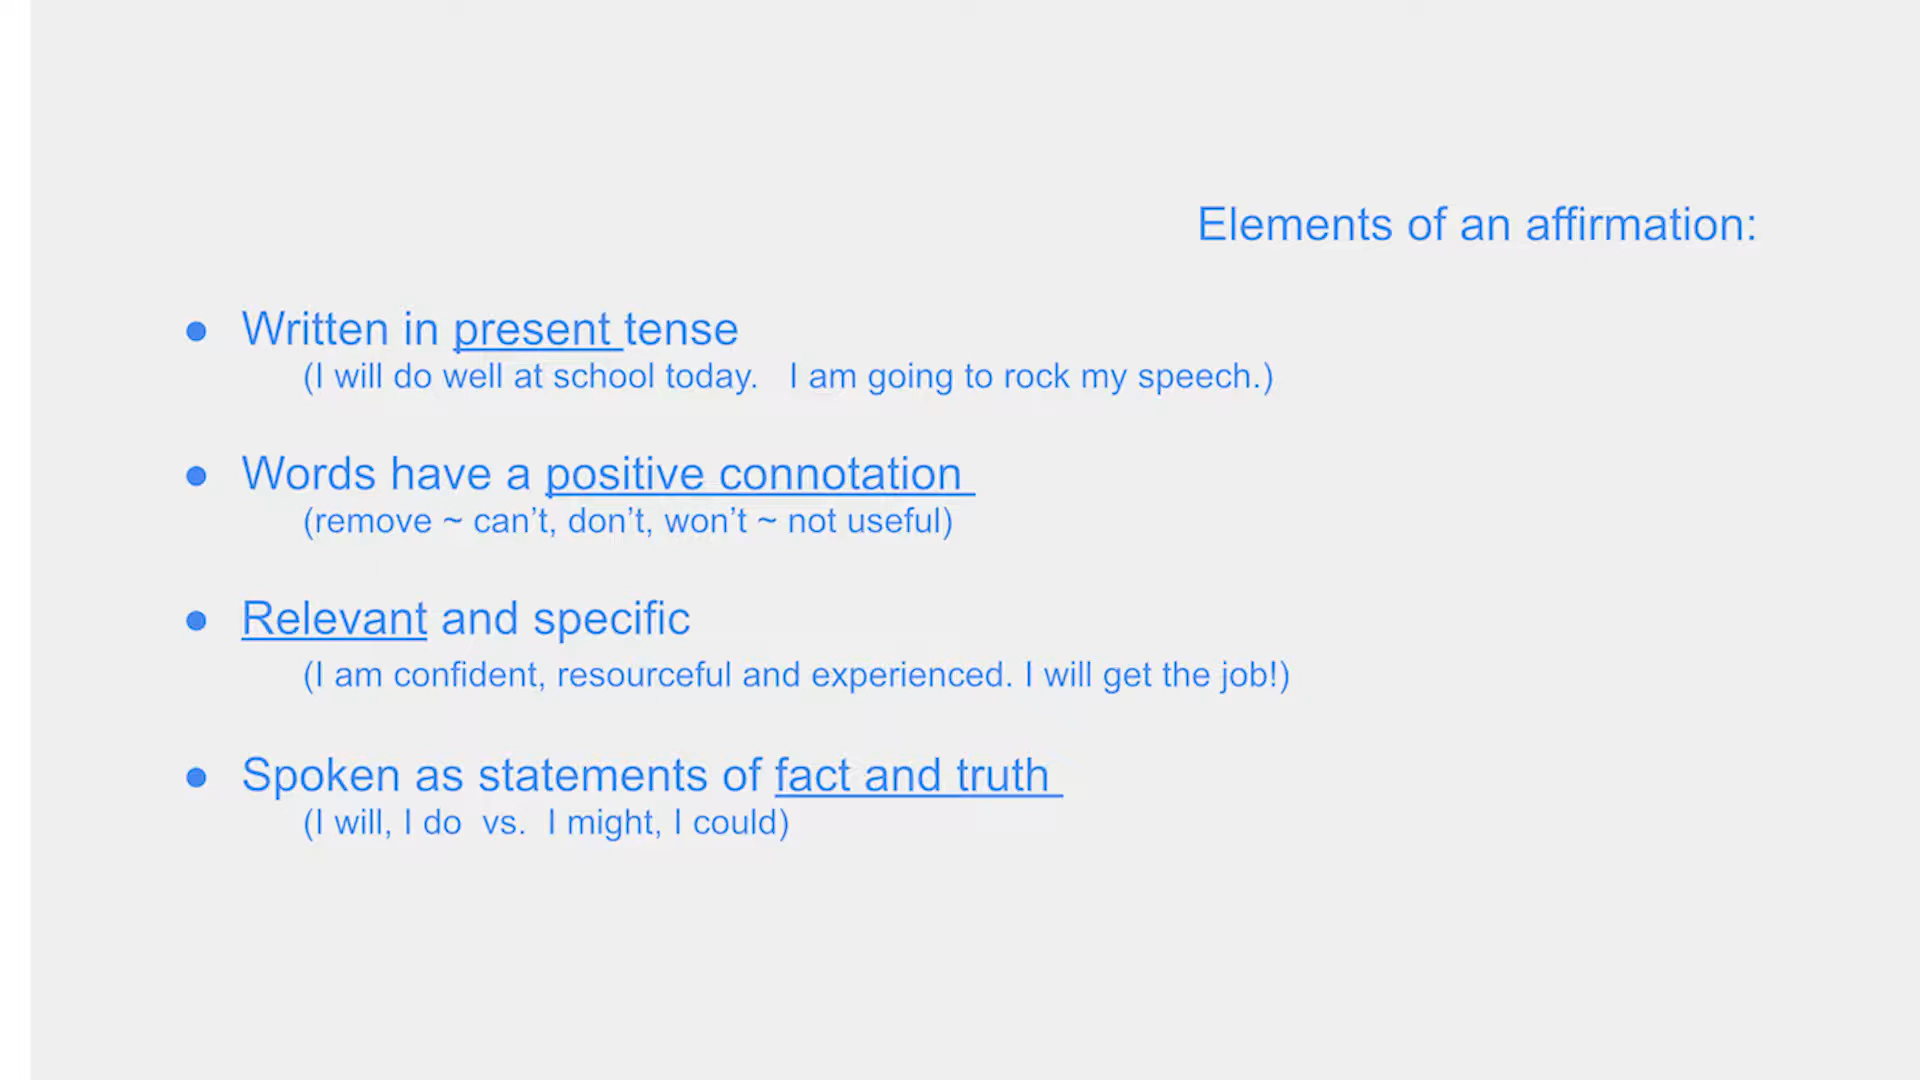 Elements of an affirmation:
● Written in present tense
(I will do well at school today.   I am going to rock my speech.)
● Words have a positive connotation
(remove ~ can’t, don’t, won’t ~ not useful)
● Relevant and specific
(I am confident, resourceful and experienced. I will get the job!)
● Spoken as statements of fact and truth
(I will, I do  vs.  I might, I could)